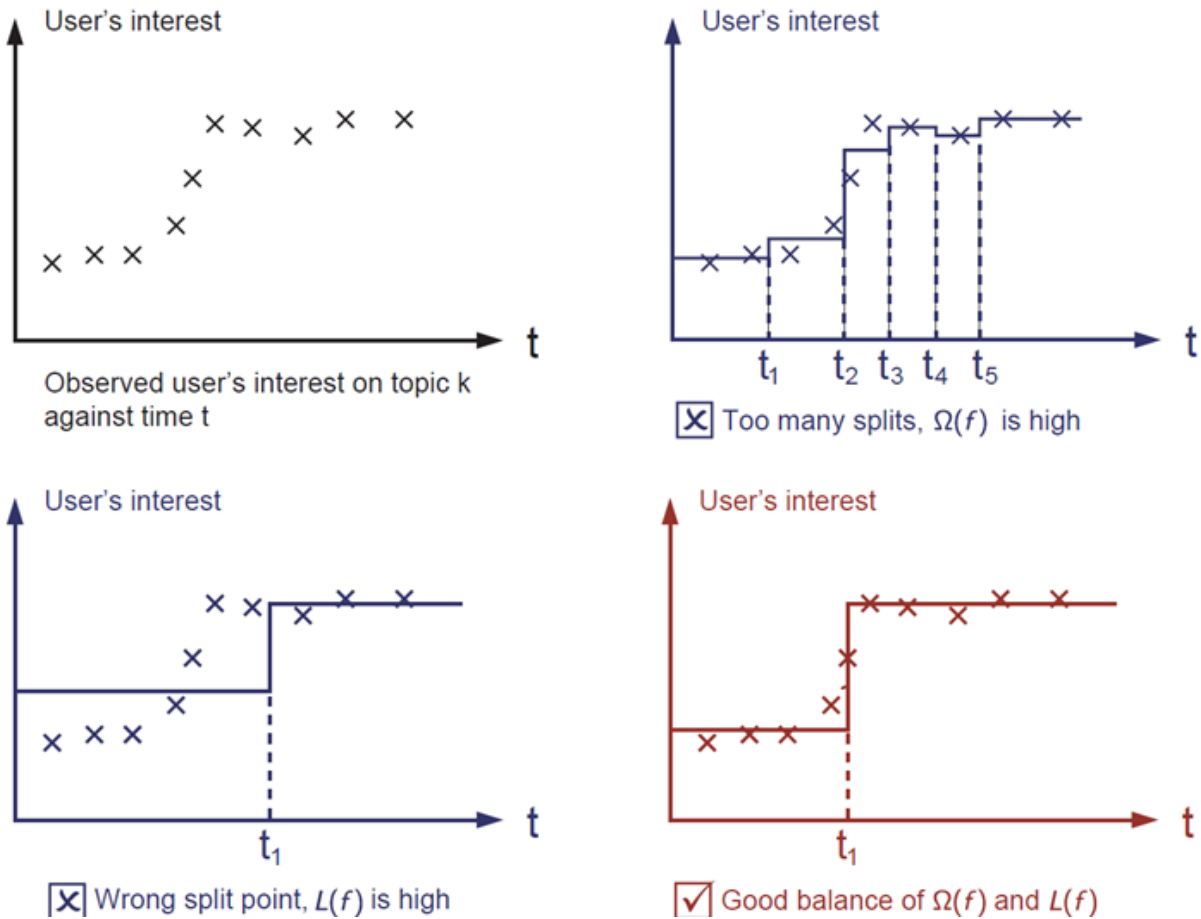 User's interest
t
Observed user's interest on topic k
against time t
User's interest
t
t₁ t₂ t₃ t₄ t₅
Too many splits, Ω(f) is high
User's interest
t
t₁
Wrong split point, L(f) is high
User's interest
t
t₁
Good balance of Ω(f) and L(f)